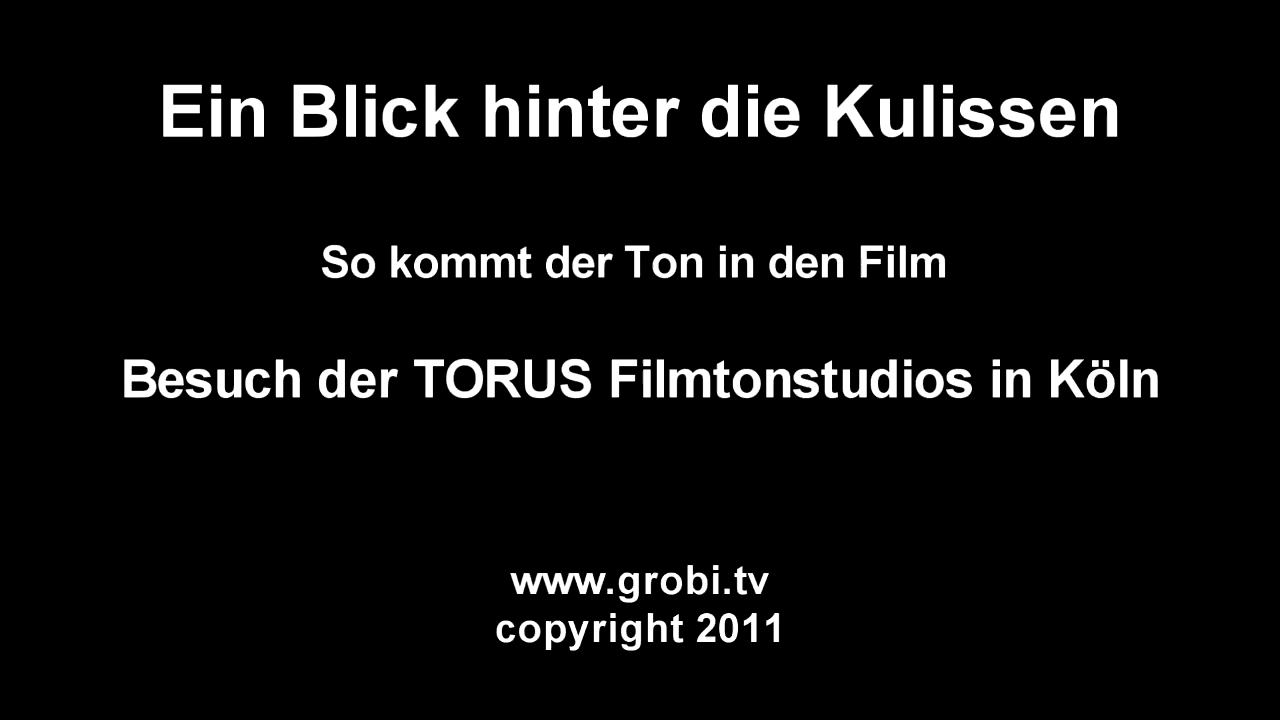 Ein Blick hinter die Kulissen
So kommt der Ton in den Film
Besuch der TORUS Filmtonstudios in Köln
www.grobi.tv
copyright 2011